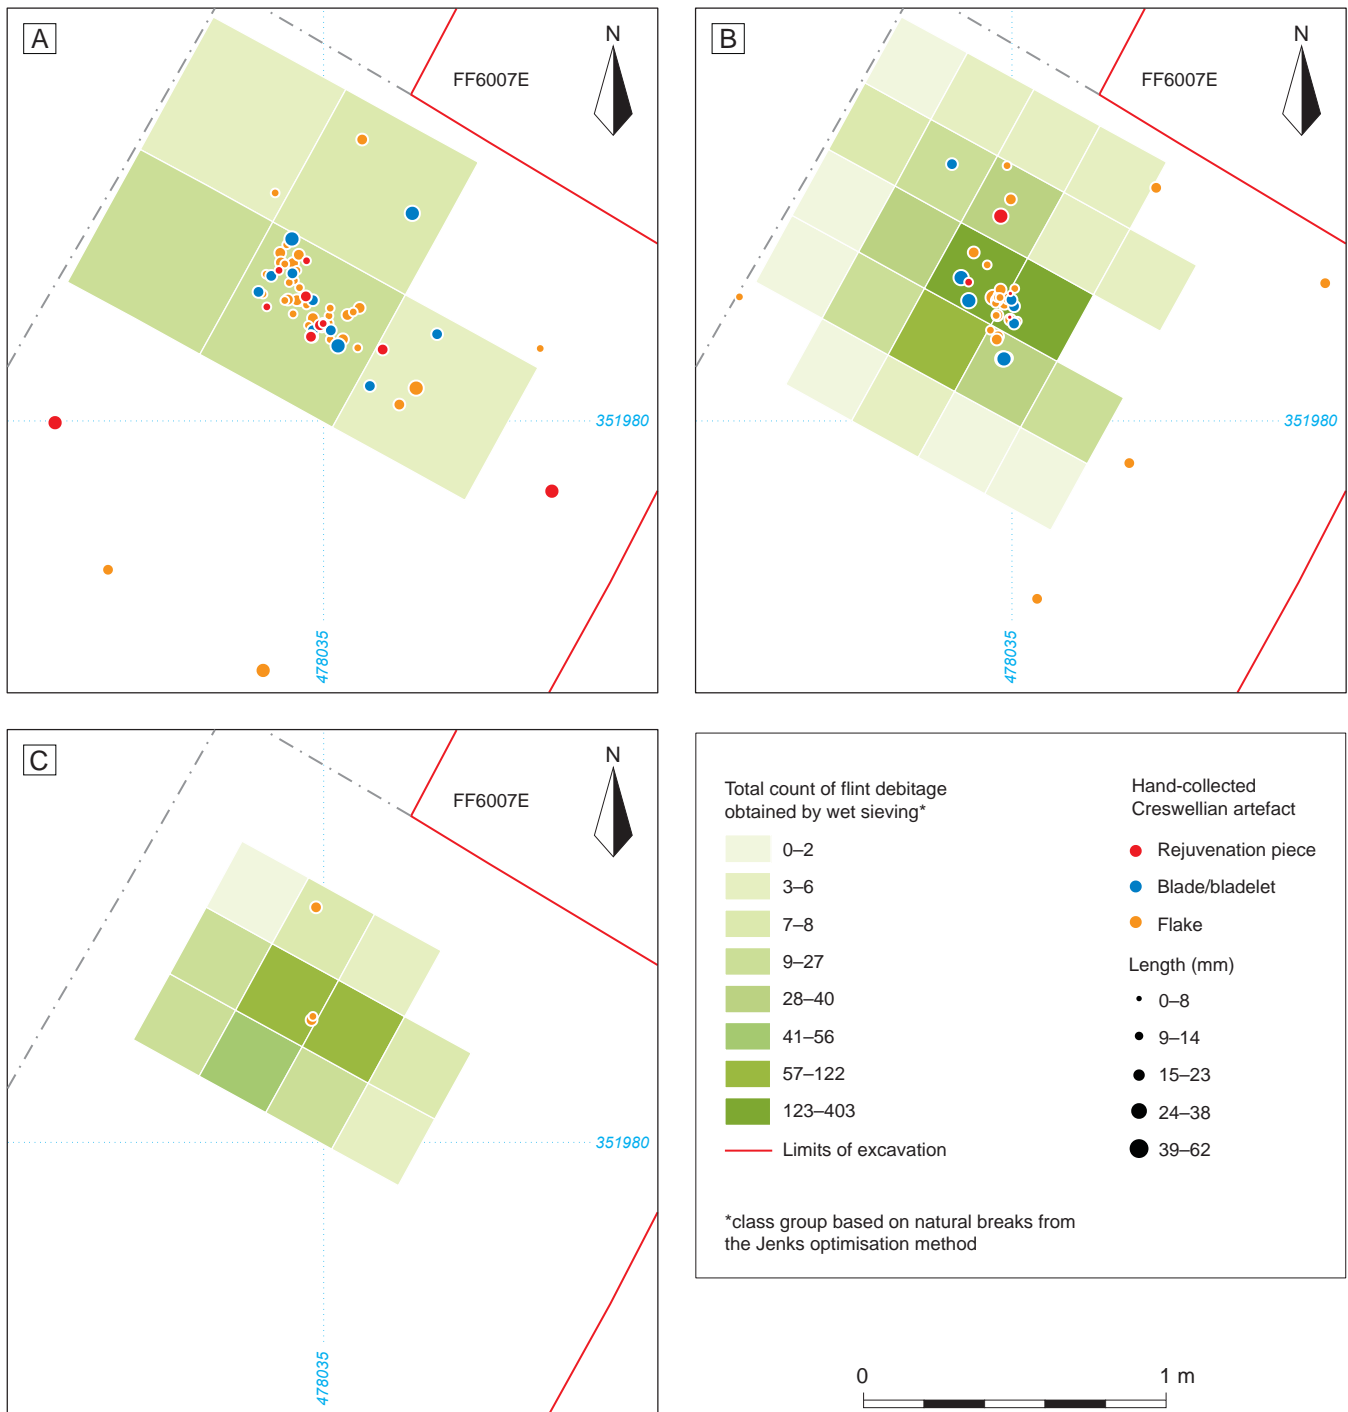 A
FF6007E
N
351980
478035
B
FF6007E
N
351980
478035
C
FF6007E
N
351980
478035
Total count of flint debitage
obtained by wet sieving*
0–2
3–6
7–8
9–27
28–40
41–56
57–122
123–403
Limits of excavation
Hand-collected
Creswellian artefact
Rejuvenation piece
Blade/bladelet
Flake
Length (mm)
0–8
9–14
15–23
24–38
39–62
*class group based on natural breaks from
the Jenks optimisation method
0 1 m